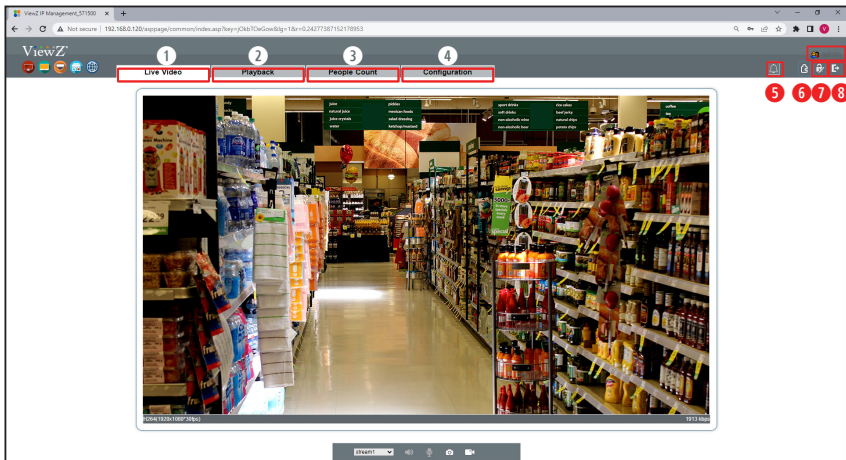 ViewZ IP Management_571500
Not secure | 192.168.0.120/asppage/common/index.asp?key=jOkbTDeGow8dg=1&r=0.24277387152178953
ViewZ
1 2 3 4
Live Video Playback People Count Configuration
5 6 7 8
juice pickles
natural juice mexican foods
juice crystals salad dressing
water ketchup/mustard
sport drinks rice cakes
soft drinks beef jerky
non-alcoholic wine natural chips
non-alcoholic beer potato chips
coffee
tea
H264(1920x1080*30fps) 1913 kbps
stream1